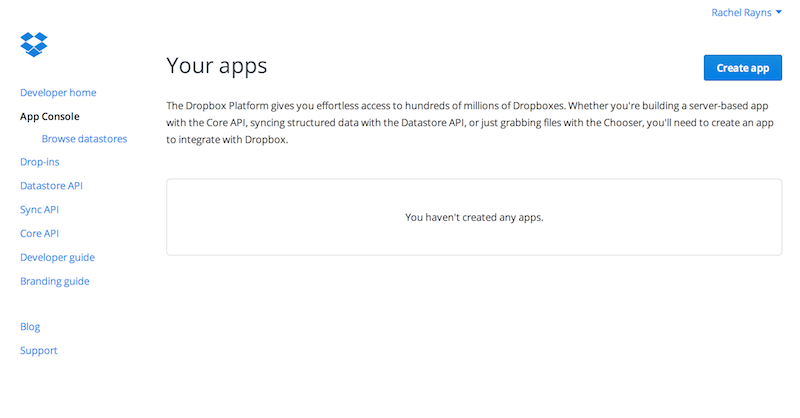 Rachel Rayns
Your apps
Create app
Developer home
App Console
Browse datastores
Drop-ins
Datastore API
Sync API
Core API
Developer guide
Branding guide
Blog
Support
The Dropbox Platform gives you effortless access to hundreds of millions of Dropboxes. Whether you're building a server-based app
with the Core API, syncing structured data with the Datastore API, or just grabbing files with the Chooser, you'll need to create an app
to integrate with Dropbox.
You haven't created any apps.